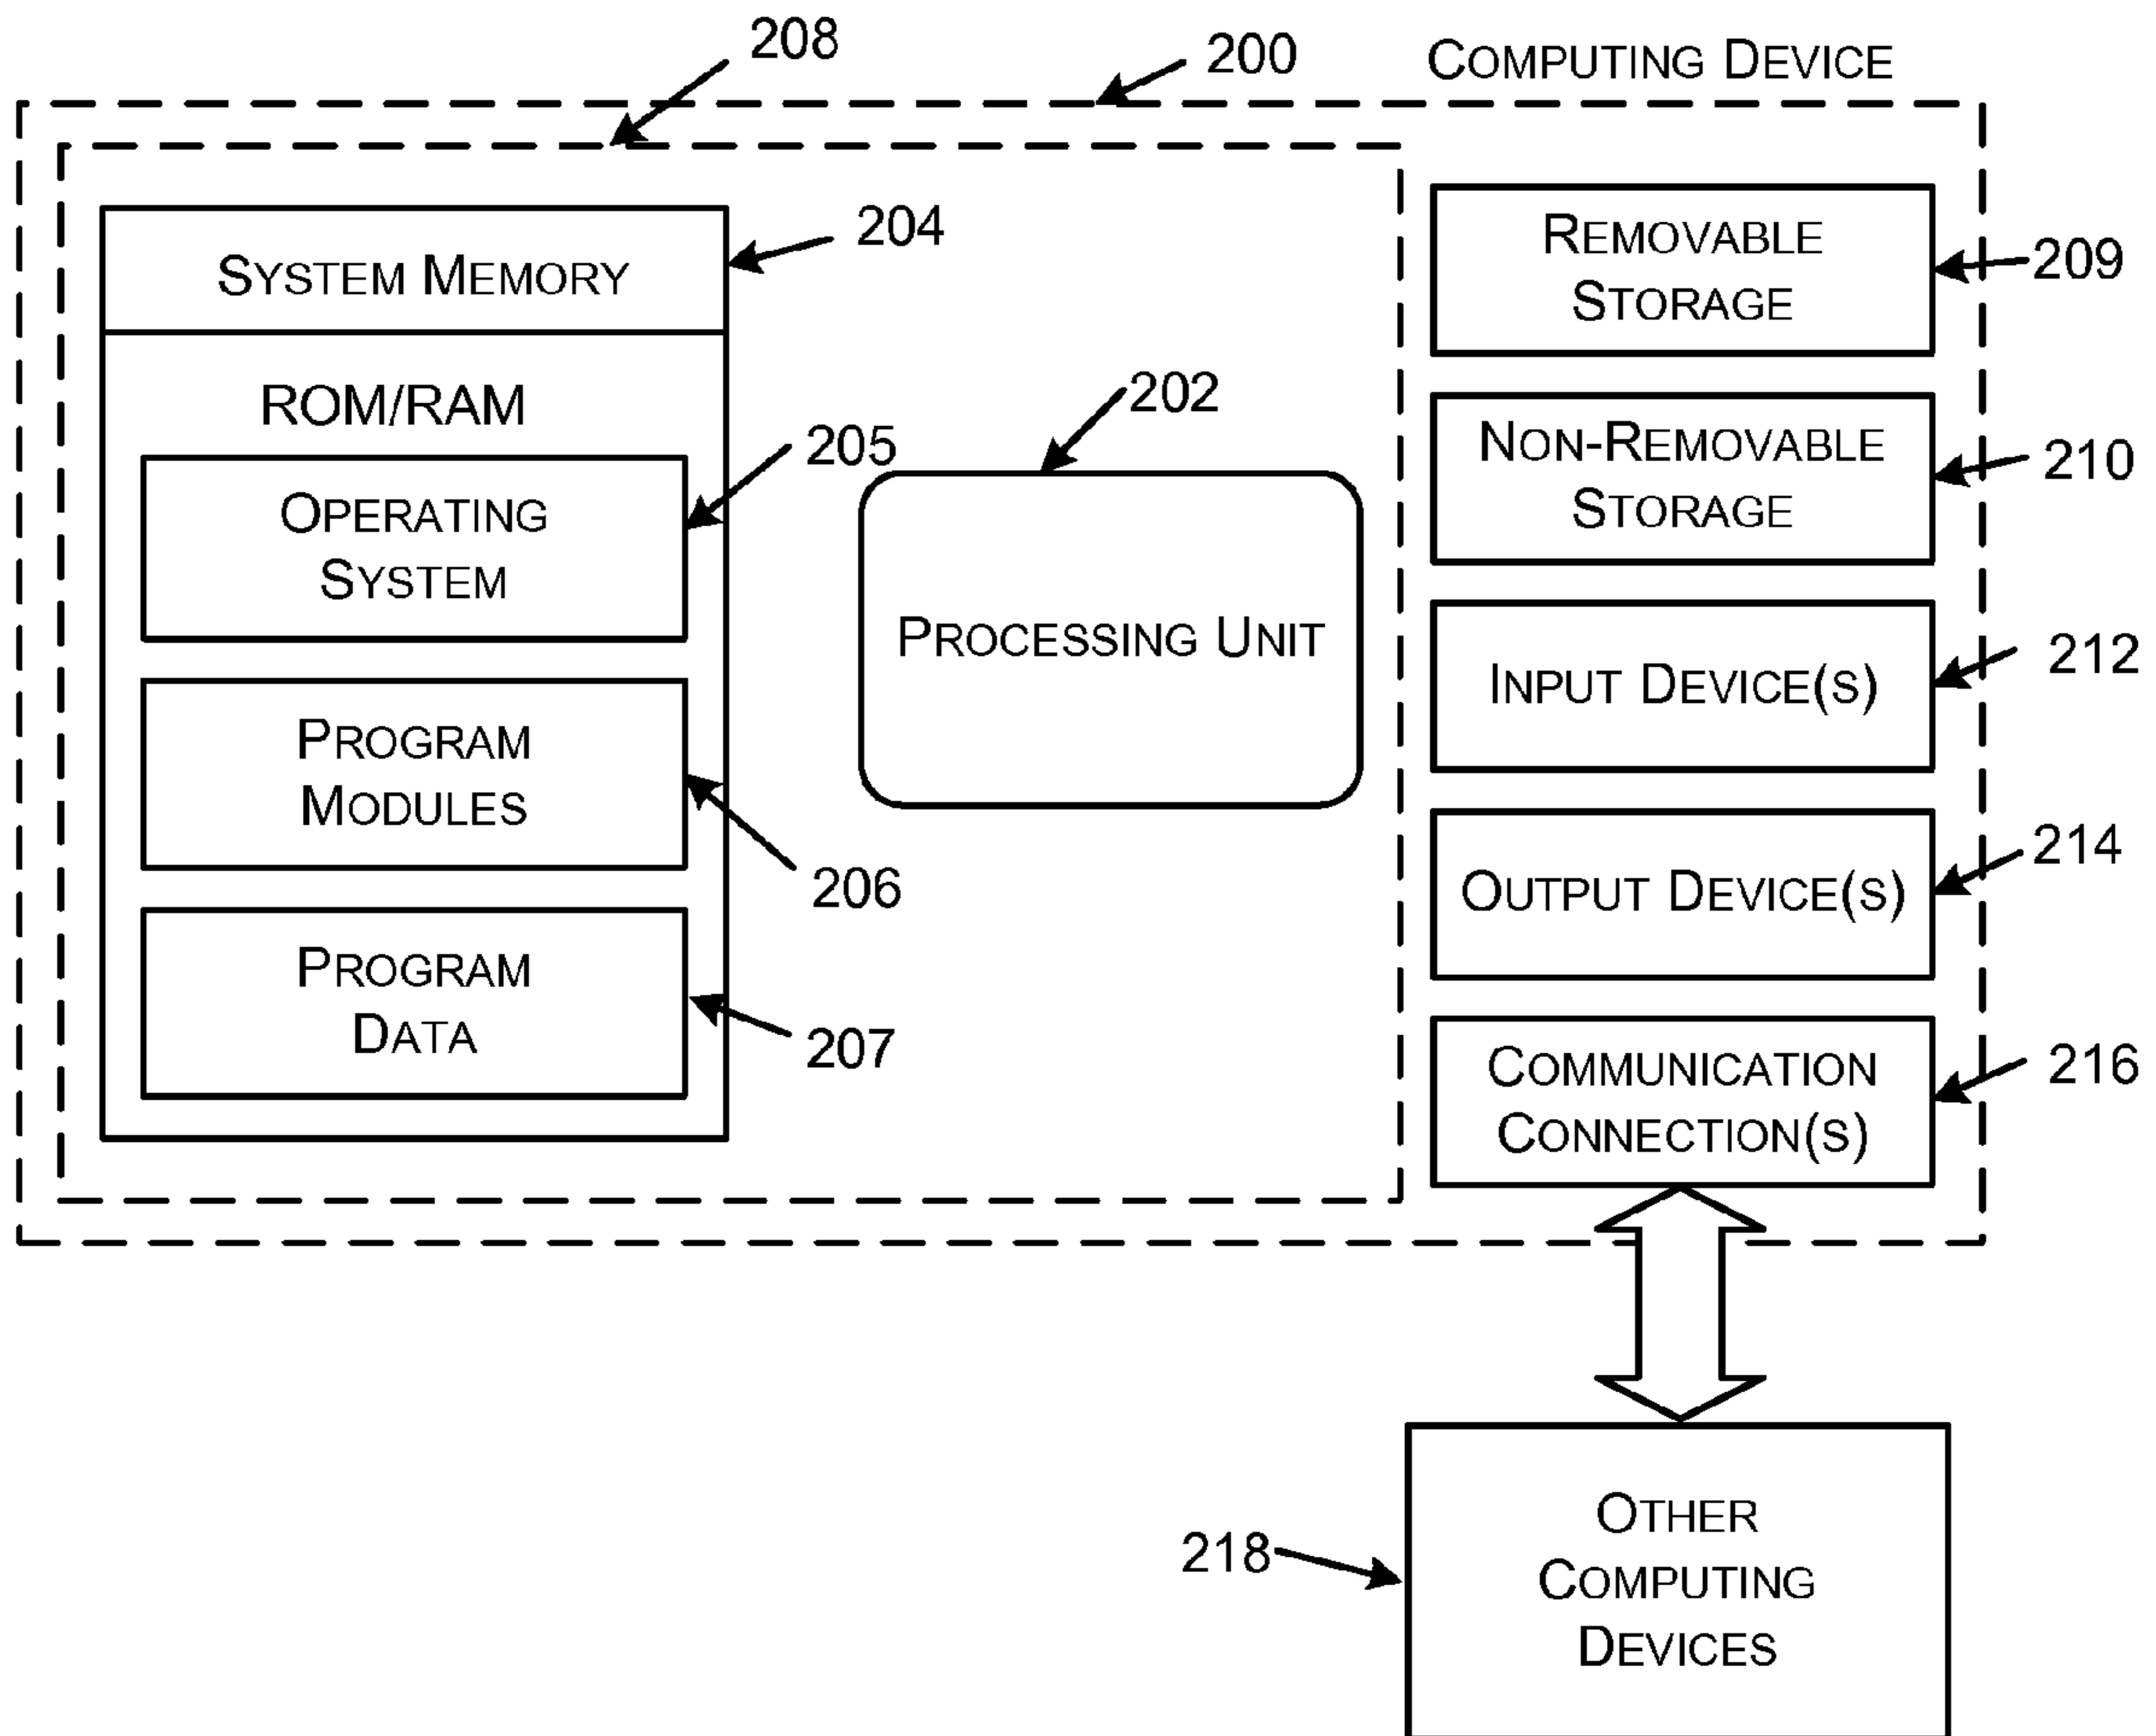 208
200
COMPUTING DEVICE
204
SYSTEM MEMORY
ROM/RAM
205
OPERATING
SYSTEM
PROGRAM
MODULES
206
PROGRAM
DATA
207
202
PROCESSING UNIT
REMOVABLE
STORAGE
209
NON-REMOVABLE
STORAGE
210
INPUT DEVICE(S)
212
OUTPUT DEVICE(S)
214
COMMUNICATION
CONNECTION(S)
216
218
OTHER
COMPUTING
DEVICES